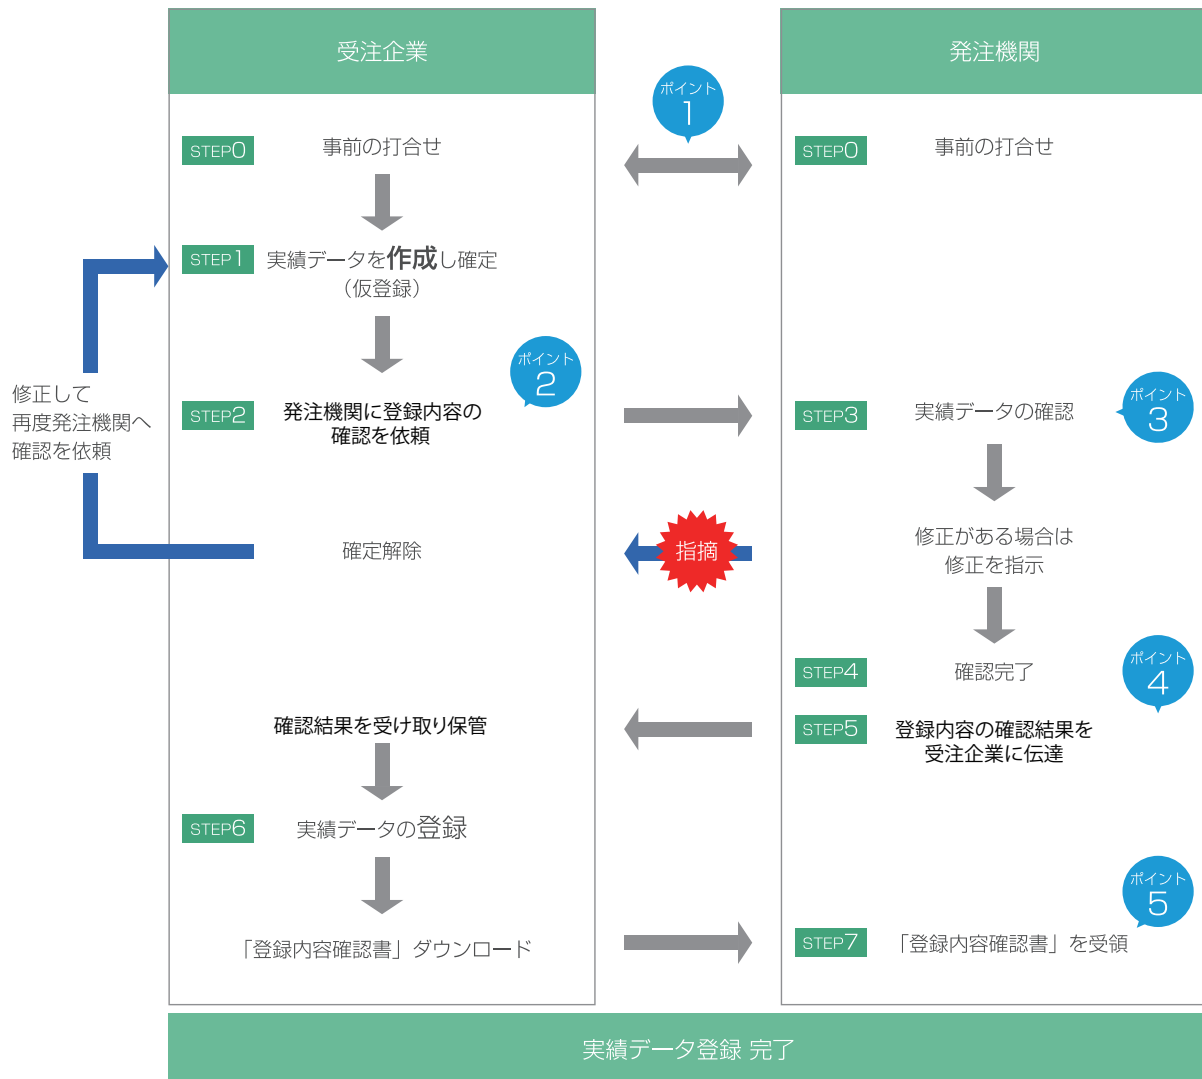 受注企業
発注機関
ポイント
1
STEP0
事前の打合せ
STEP0
事前の打合せ
STEP1
実績データを作成し確定
（仮登録）
ポイント
2
修正して
再度発注機関へ
確認を依頼
STEP2
発注機関に登録内容の
確認を依頼
STEP3
実績データの確認
ポイント
3
確定解除
指摘
修正がある場合は
修正を指示
STEP4
確認完了
ポイント
4
確認結果を受け取り保管
STEP5
登録内容の確認結果を
受注企業に伝達
STEP6
実績データの登録
ポイント
5
「登録内容確認書」ダウンロード
STEP7
「登録内容確認書」を受領
実績データ登録 完了